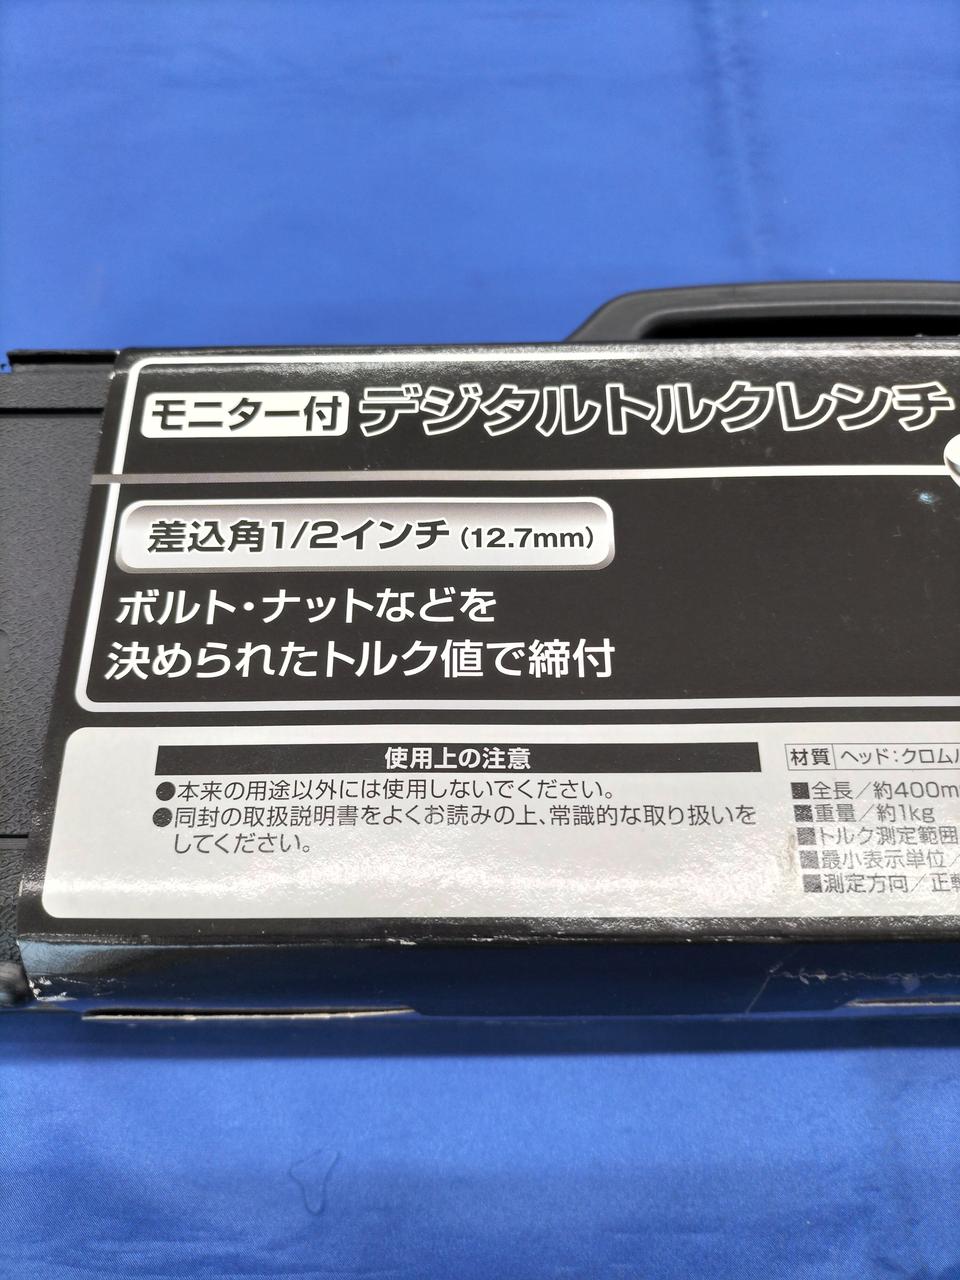 モニター付 デジタルトルクレンチ
差込角1/2インチ(12.7mm)
ボルト・ナットなどを
決められたトルク値で締付
使用上の注意
●本来の用途以外には使用しないでください。
●同封の取扱説明書をよくお読みの上、常識的な取り扱いを
してください。
材質 ヘッド:クロム
■全長/約400m
■重量/約1kg
■トルク測定範囲
■最小表示単位/
■測定方向/正転